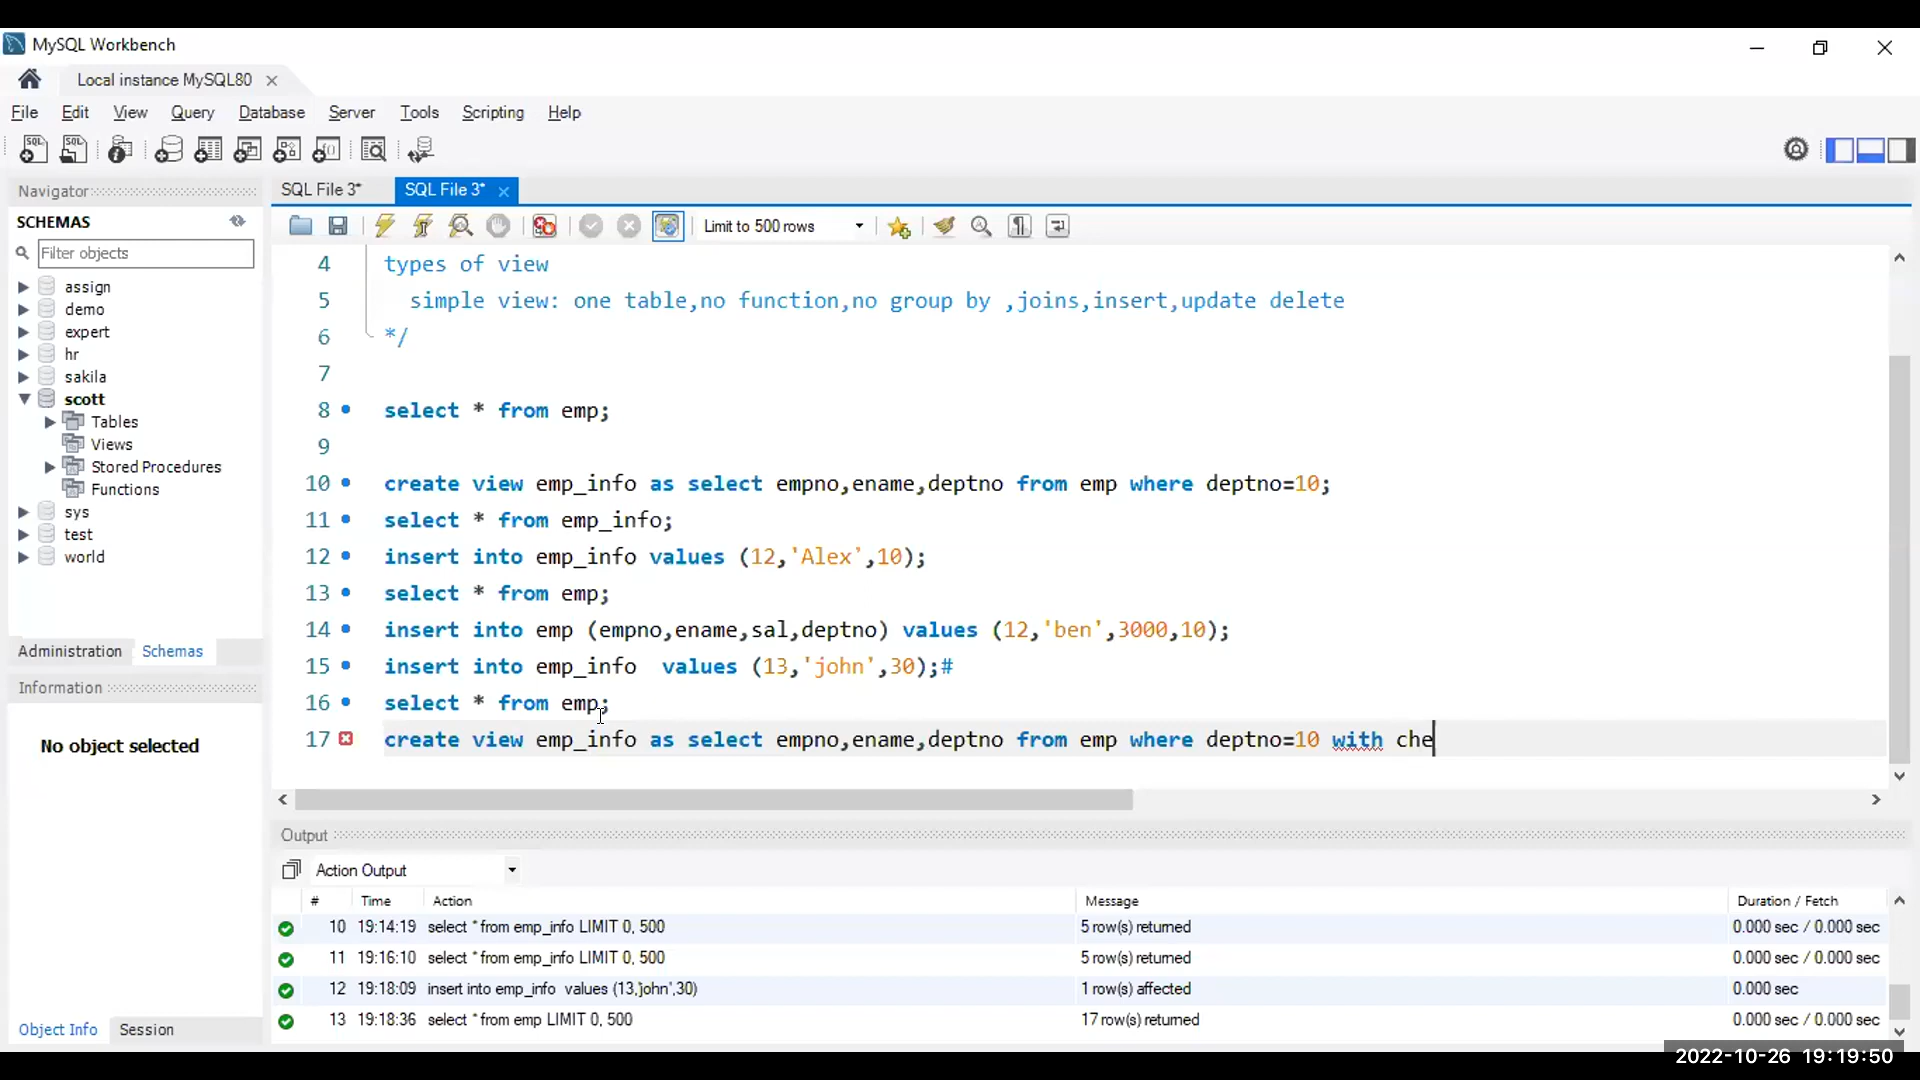 MySQL Workbench
Local instance MySQL80
File Edit View Query Database Server Tools Scripting Help
Navigator
SQL File 3*
SQL File 3*
SCHEMAS
Limit to 500 rows
Filter objects
assign
demo
expert
hr
sakila
scott
Tables
Views
Stored Procedures
Functions
sys
test
world
Administration Schemas
Information
No object selected
Object Info Session
4 types of view
5 simple view: one table,no function,no group by ,joins,insert,update delete
6 */
7
8 select * from emp;
9
10 create view emp_info as select empno,ename,deptno from emp where deptno=10;
11 select * from emp_info;
12 insert into emp_info values (12,'Alex',10);
13 select * from emp;
14 insert into emp (empno,ename,sal,deptno) values (12,'ben',3000,10);
15 insert into emp_info  values (13,'john',30);#
16 select * from emp;
17 create view emp_info as select empno,ename,deptno from emp where deptno=10 with che
Output
Action Output
# Time Action Message Duration / Fetch
10 19:14:19 select * from emp_info LIMIT 0, 500 5 row(s) returned 0.000 sec / 0.000 sec
11 19:16:10 select * from emp_info LIMIT 0, 500 5 row(s) returned 0.000 sec / 0.000 sec
12 19:18:09 insert into emp_info  values (13,'john',30) 1 row(s) affected 0.000 sec
13 19:18:36 select * from emp LIMIT 0, 500 17 row(s) returned 0.000 sec / 0.000 sec
2022-10-26 19:19:50